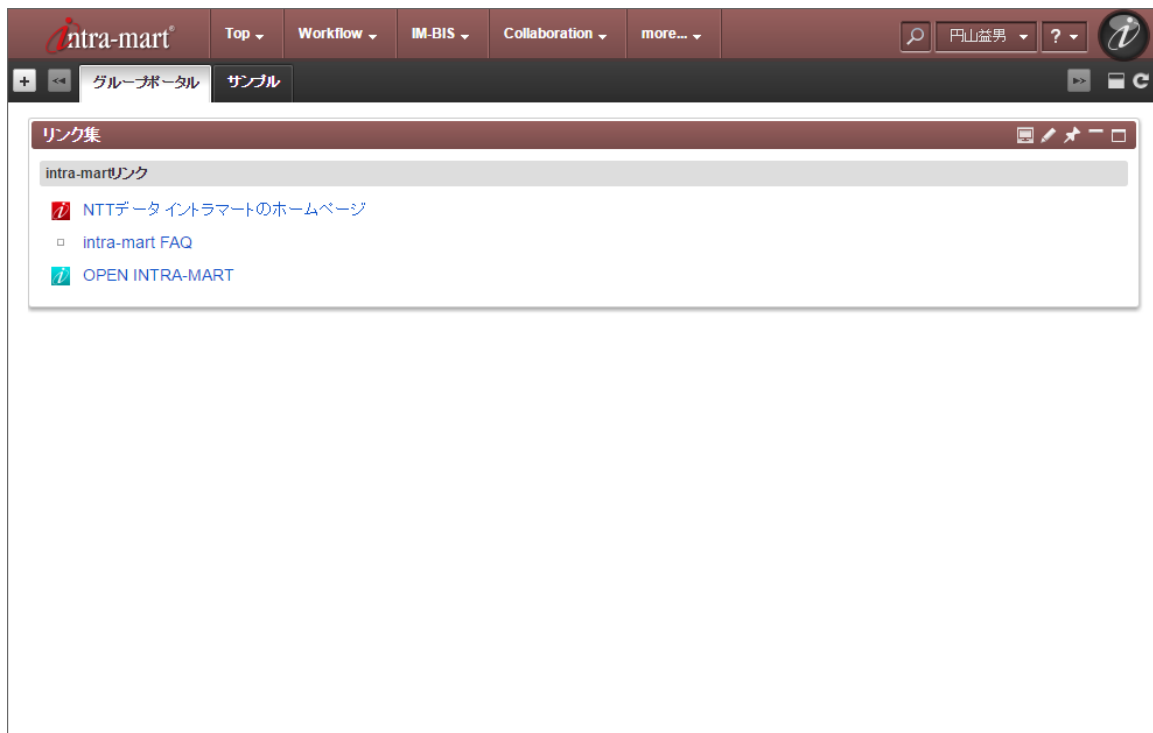 intra-mart® Top Workflow IM-BIS Collaboration more... 円山益男 ?
+ グループポータル サンプル
リンク集
intra-martリンク
NTTデータ イントラマートのホームページ
intra-mart FAQ
OPEN INTRA-MART